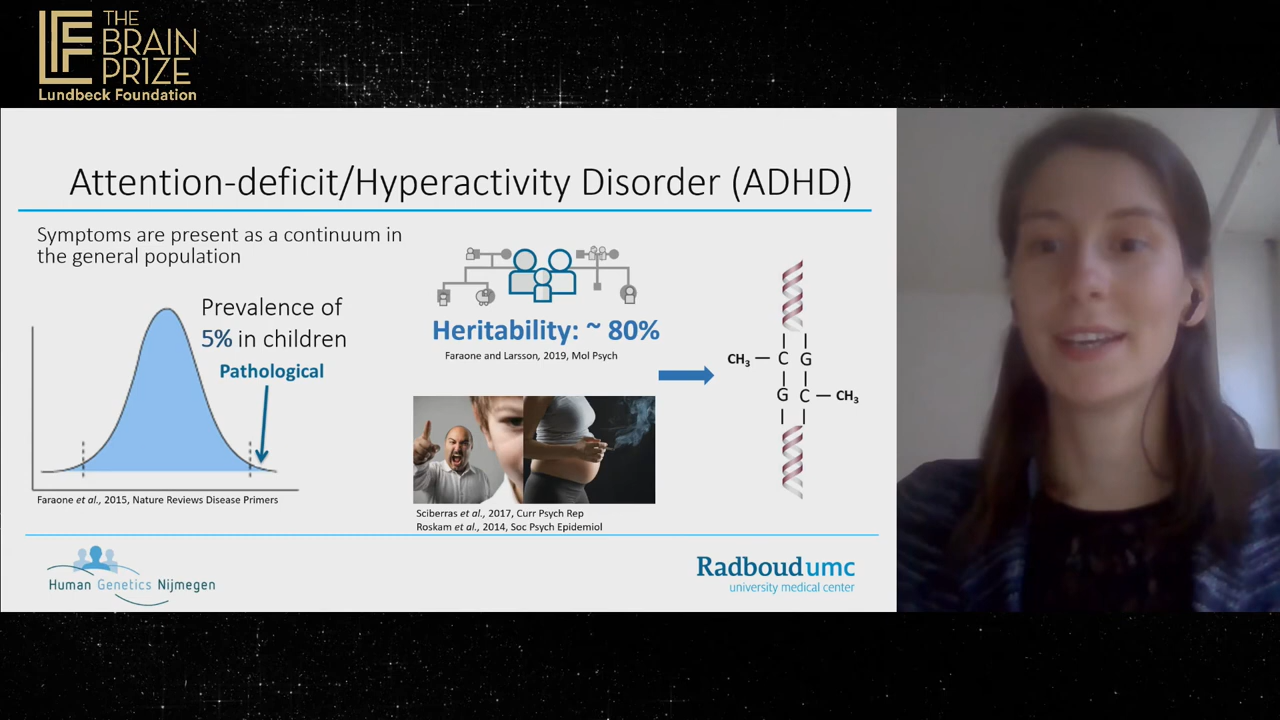 THE
BRAIN
PRIZE
Lundbeck Foundation
Attention-deficit/Hyperactivity Disorder (ADHD)
Symptoms are present as a continuum in
the general population
Prevalence of
5% in children
Pathological
Faraone et al., 2015, Nature Reviews Disease Primers
Heritability: ~ 80%
Faraone and Larsson, 2019, Mol Psych
Sciberras et al., 2017, Curr Psych Rep
Roskam et al., 2014, Soc Psych Epidemiol
CH3 — C G
G C — CH3
Human Genetics Nijmegen
Radboudumc
university medical center